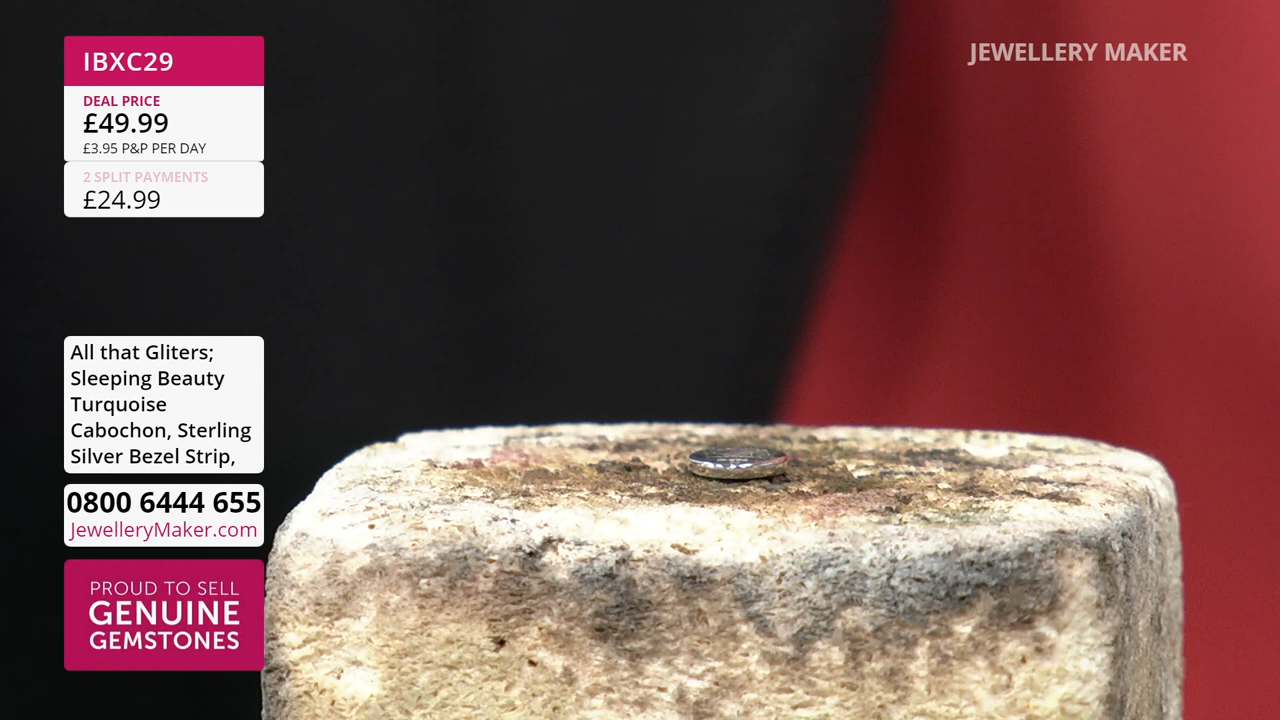 IBXC29
DEAL PRICE
£49.99
£3.95 P&P PER DAY
2 SPLIT PAYMENTS
£24.99
All that Gliters;
Sleeping Beauty
Turquoise
Cabochon, Sterling
Silver Bezel Strip,
0800 6444 655
JewelleryMaker.com
PROUD TO SELL
GENUINE
GEMSTONES
JEWELLERY MAKER